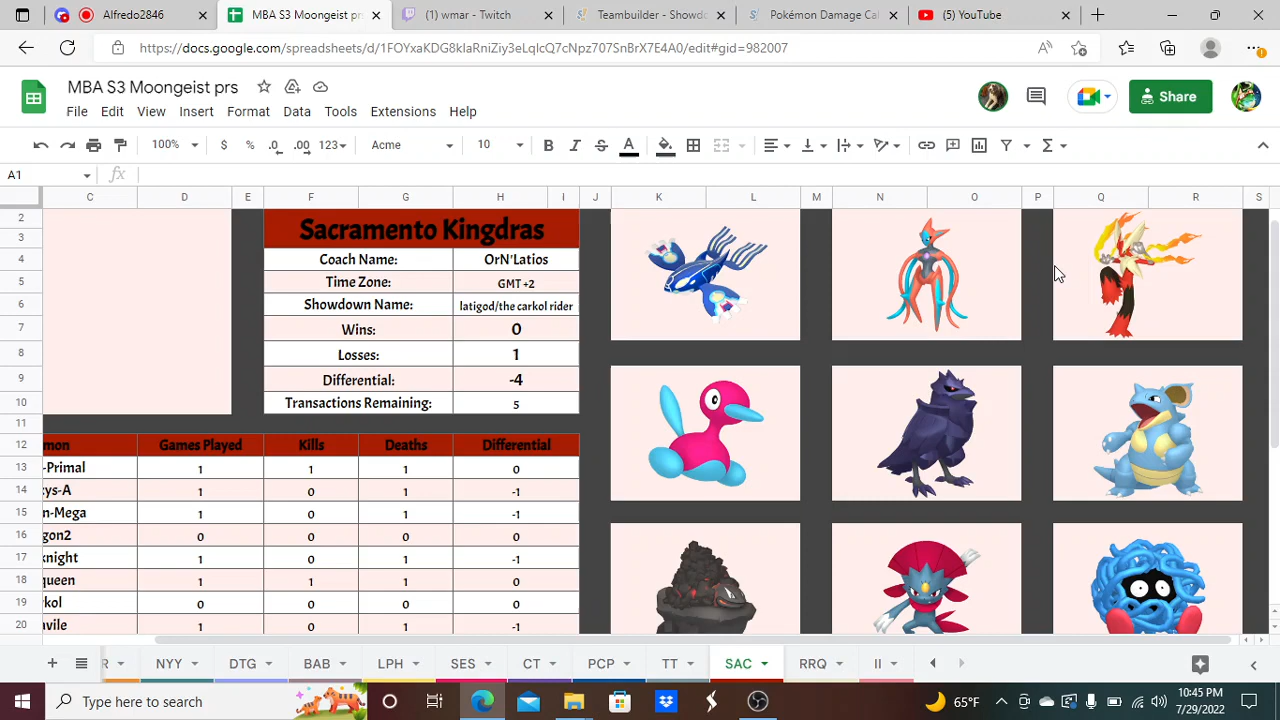 Alfredo2846
MBA S3 Moongeist pr
(1) wmar - Twitch
Teambuilder - Showd
Pokémon Damage Cal
(5) YouTube
https://docs.google.com/spreadsheets/d/1FOYxaKDG8klaRniZiy3eLqlcQ7cNpz707SnBrX7E4A0/edit#gid=982007
MBA S3 Moongeist prs
File Edit View Insert Format Data Tools Extensions Help
Share
100% $ % .0 .00 123 Acme 10
A1
C D E F G H I J K L M N O P Q R S
2
3
4
5
6
7
8
9
10
11
12
13
14
15
16
17
18
19
20
Sacramento Kingdras
Coach Name: OrN'Latios
Time Zone: GMT +2
Showdown Name: latigod/the carkol rider
Wins: 0
Losses: 1
Differential: -4
Transactions Remaining: 5
mon Games Played Kills Deaths Differential
-Primal 1 1 1 0
ys-A 1 0 1 -1
n-Mega 1 0 1 -1
gon2 0 0 0 0
knight 1 0 1 -1
queen 1 1 1 0
kol 0 0 0 0
vile 1 0 1 -1
R NYY DTG BAB LPH SES CT PCP TT SAC RRQ II
Type here to search
65°F
10:45 PM
7/29/2022